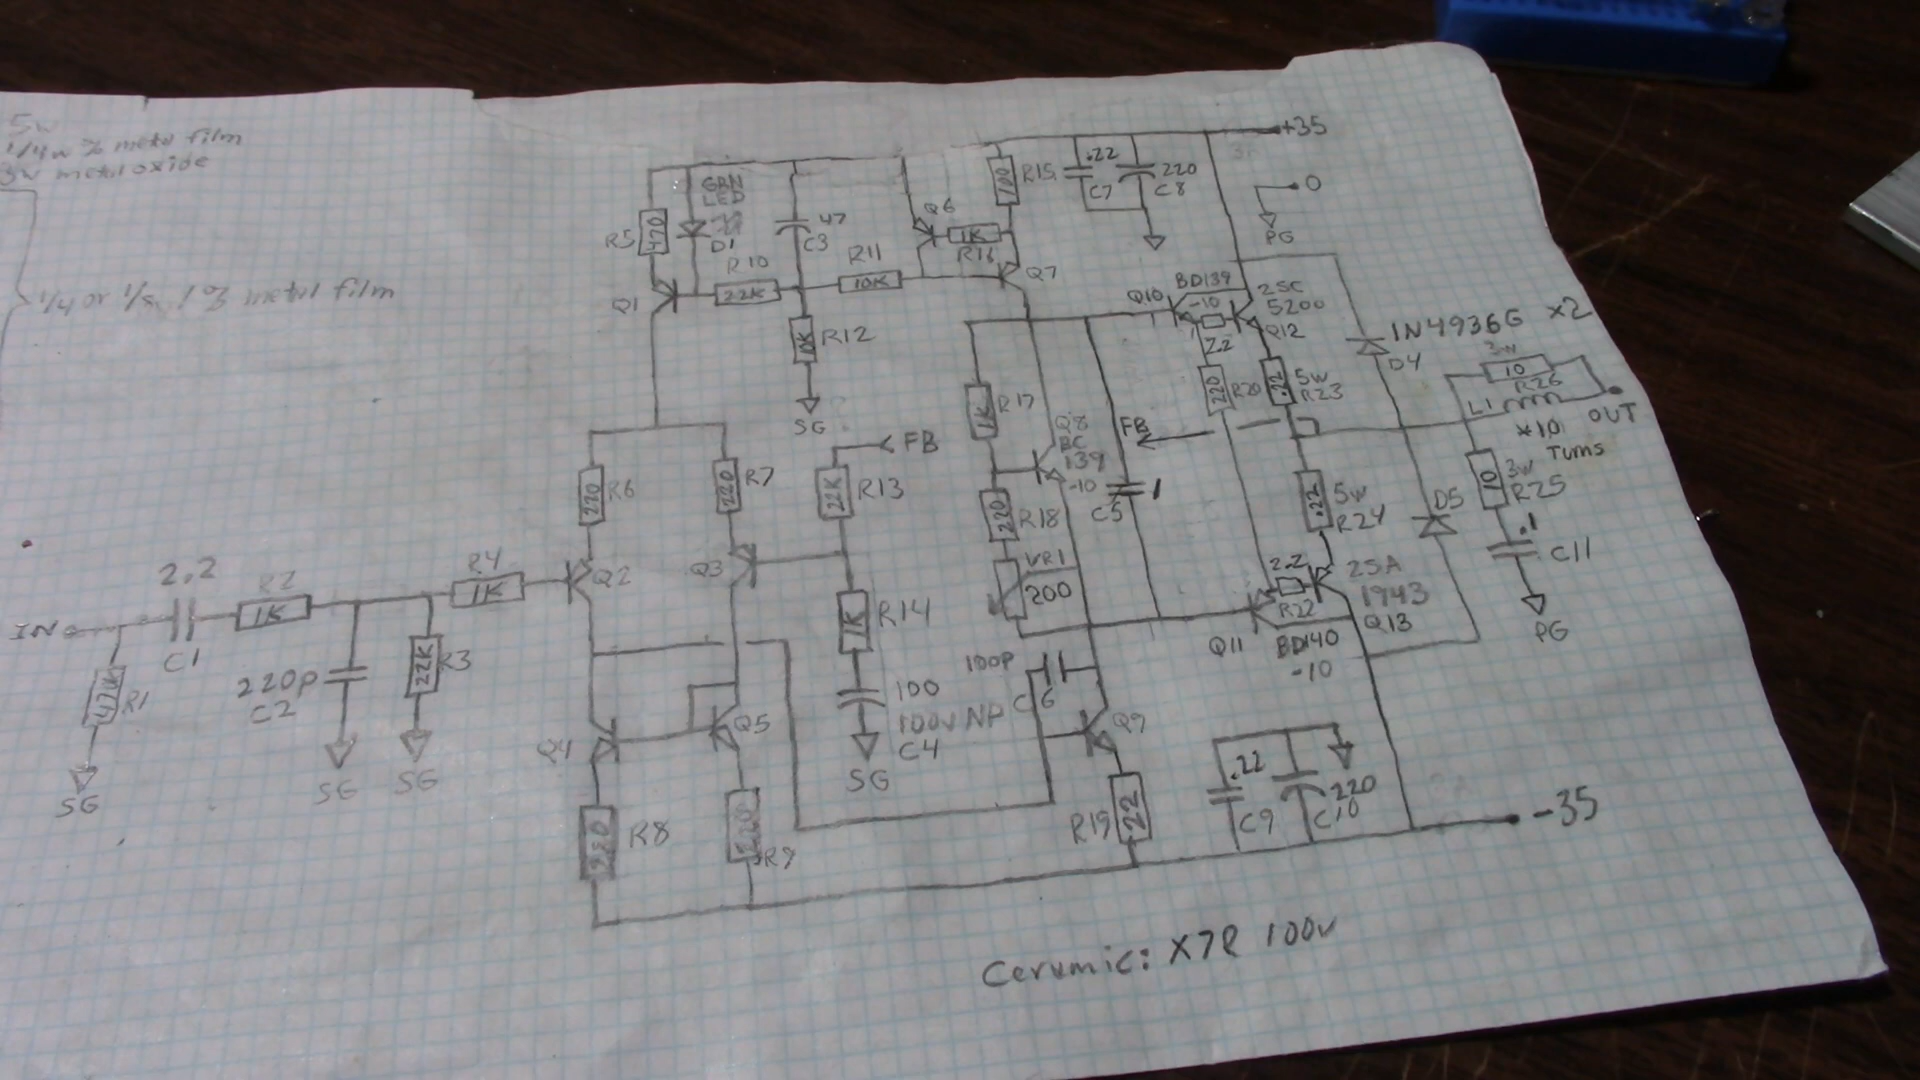 5w
1/4w % metal film
3w metal oxide
1/4 or 1/8w 1% metal film
+35
GRN
LED
D1
R5
470
47
C3
Q6
1K
R16
100
R15
.22
C7
220
C8
0
PG
R10
22K
R11
10K
Q7
Q1
R12
SG
BD139
-10
Q10
2SC
5200
Q12
2.2
220
R20
.22
5w
R23
1N4936G x2
D4
3w
10
R26
L1
OUT
*10
Turns
FB
FB
R17
1K
Q8
BC
139
-10
R6
220
R7
220
R13
22K
C5
.1
R18
220
5w
R24
.22
D5
3w
10
R25
.1
C11
PG
2.2
C1
R2
1K
R4
1K
Q2
Q3
VR1
200
2.2
R22
2SA
1943
Q13
IN
R1
47K
220p
C2
R3
22K
R14
1K
Q11
BD140
-10
100P
C6
100
100v NP
C4
SG
SG
SG
SG
Q4
Q5
Q9
R8
R9
220
R19
22
.22
C9
220
C10
-35
Ceramic: X7R 100v